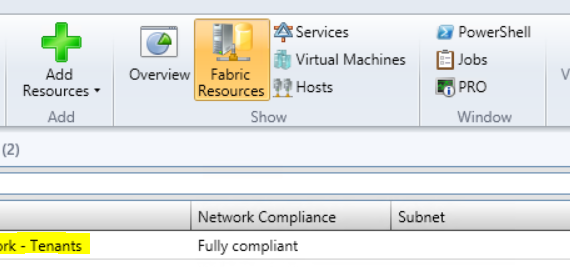 Add
Resources
Overview
Fabric
Resources
Services
Virtual Machines
Hosts
PowerShell
Jobs
PRO
Add
Show
Window
(2)
Network Compliance
Subnet
- Tenants
Fully compliant